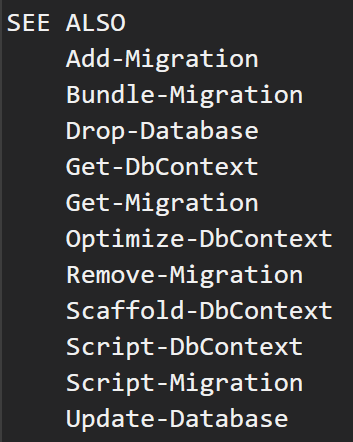 SEE ALSO
Add-Migration
Bundle-Migration
Drop-Database
Get-DbContext
Get-Migration
Optimize-DbContext
Remove-Migration
Scaffold-DbContext
Script-DbContext
Script-Migration
Update-Database